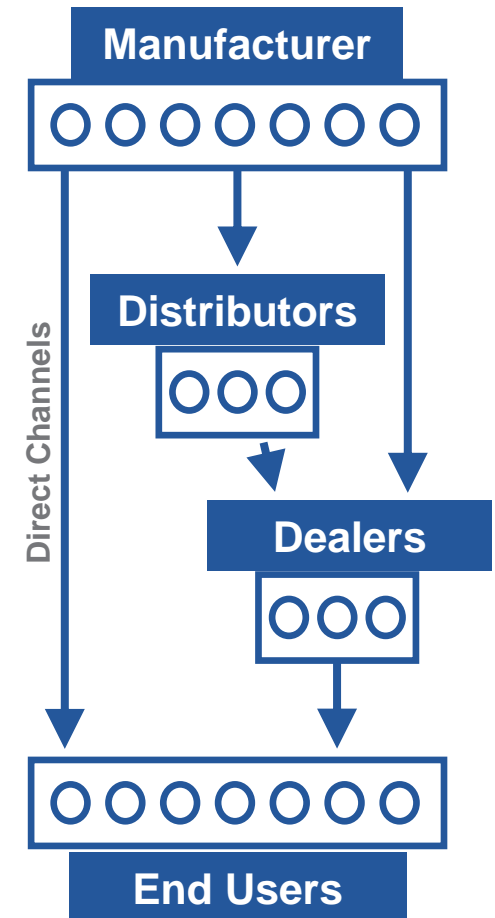 Manufacturer
Distributors
Direct Channels
Dealers
End Users